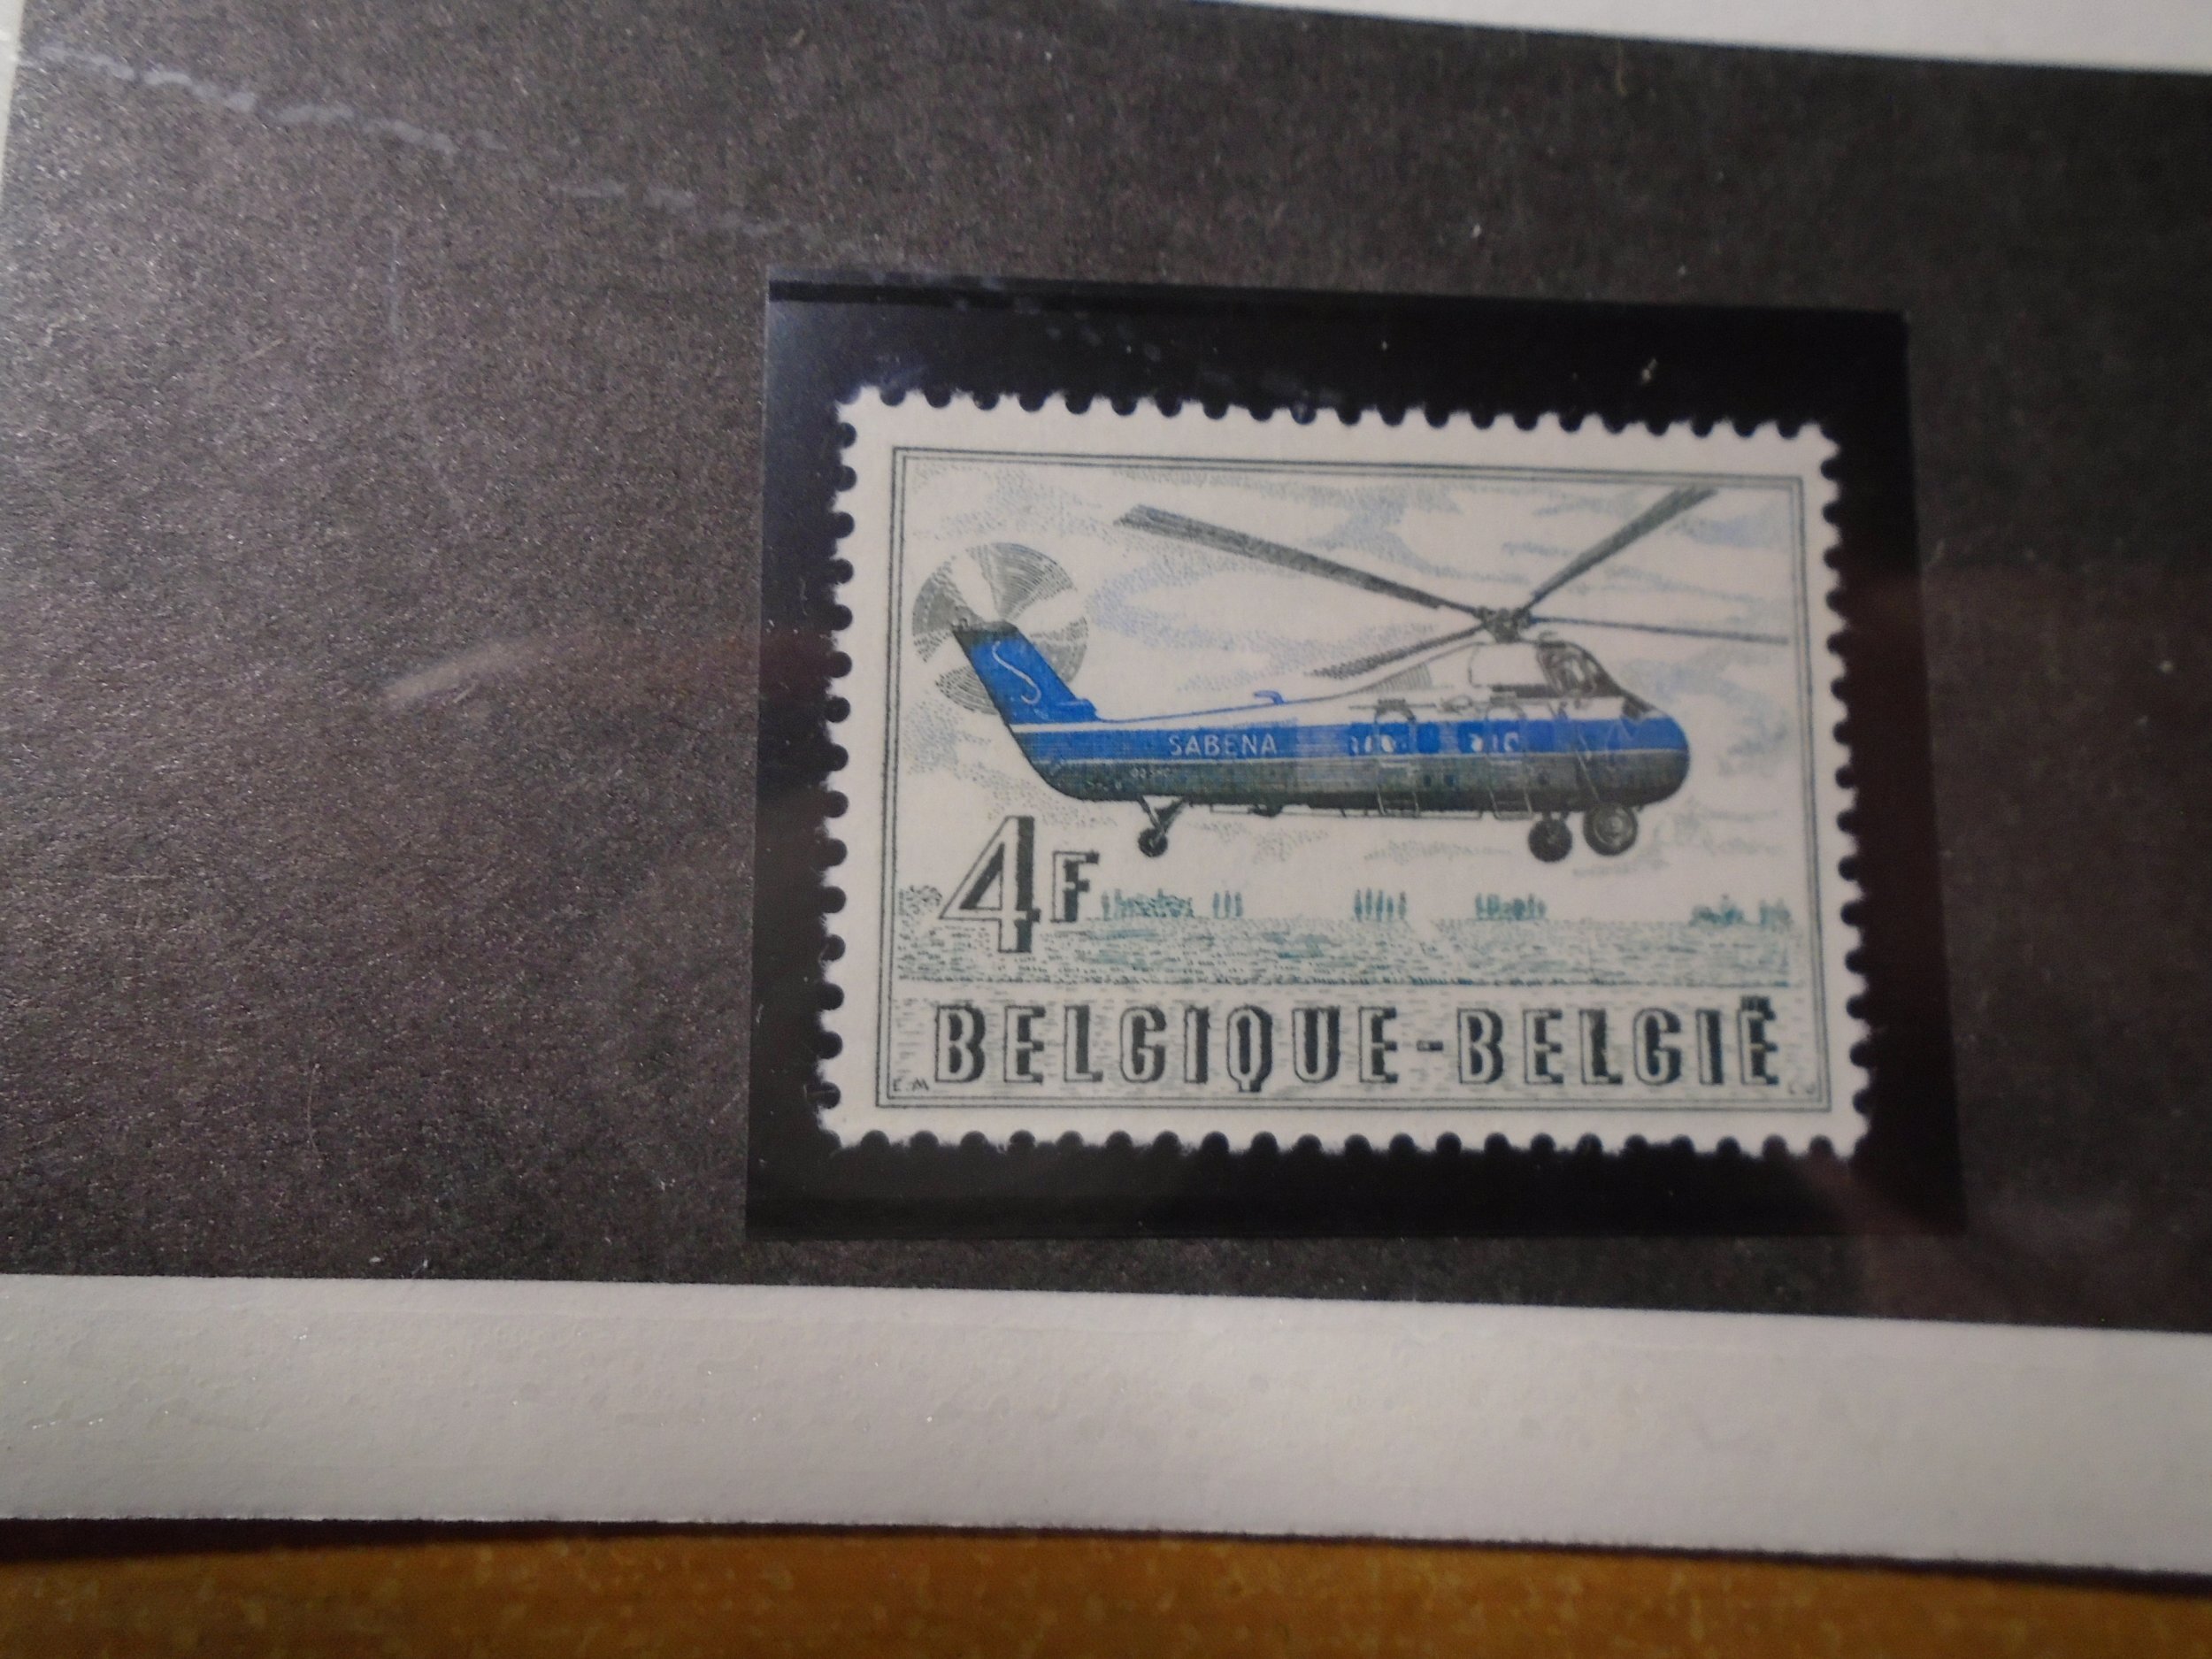 S
SABENA
4F
BELGIQUE-BELGIË
E.M